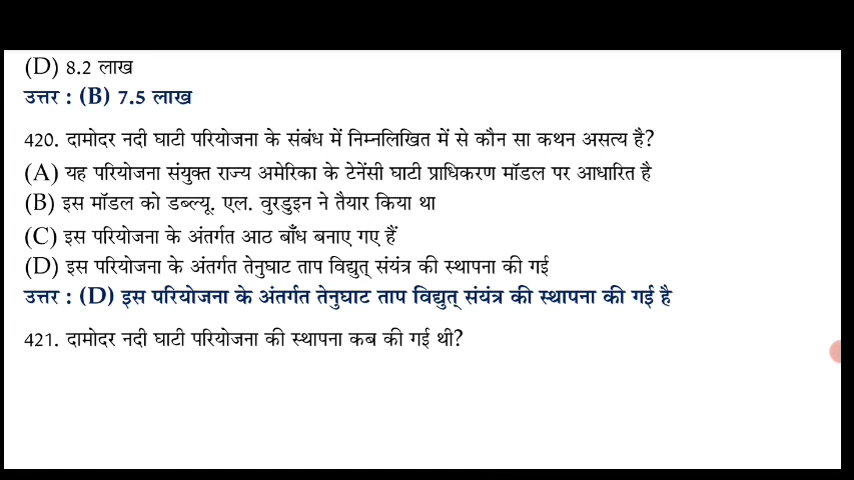 (D) 8.2 लाख
उत्तर : (B) 7.5 लाख
420. दामोदर नदी घाटी परियोजना के संबंध में निम्नलिखित में से कौन सा कथन असत्य है?
(A) यह परियोजना संयुक्त राज्य अमेरिका के टेनेंसी घाटी प्राधिकरण मॉडल पर आधारित है
(B) इस मॉडल को डब्ल्यू. एल. वुरडुइन ने तैयार किया था
(C) इस परियोजना के अंतर्गत आठ बाँध बनाए गए हैं
(D) इस परियोजना के अंतर्गत तेनुघाट ताप विद्युत् संयंत्र की स्थापना की गई
उत्तर : (D) इस परियोजना के अंतर्गत तेनुघाट ताप विद्युत् संयंत्र की स्थापना की गई है
421. दामोदर नदी घाटी परियोजना की स्थापना कब की गई थी?